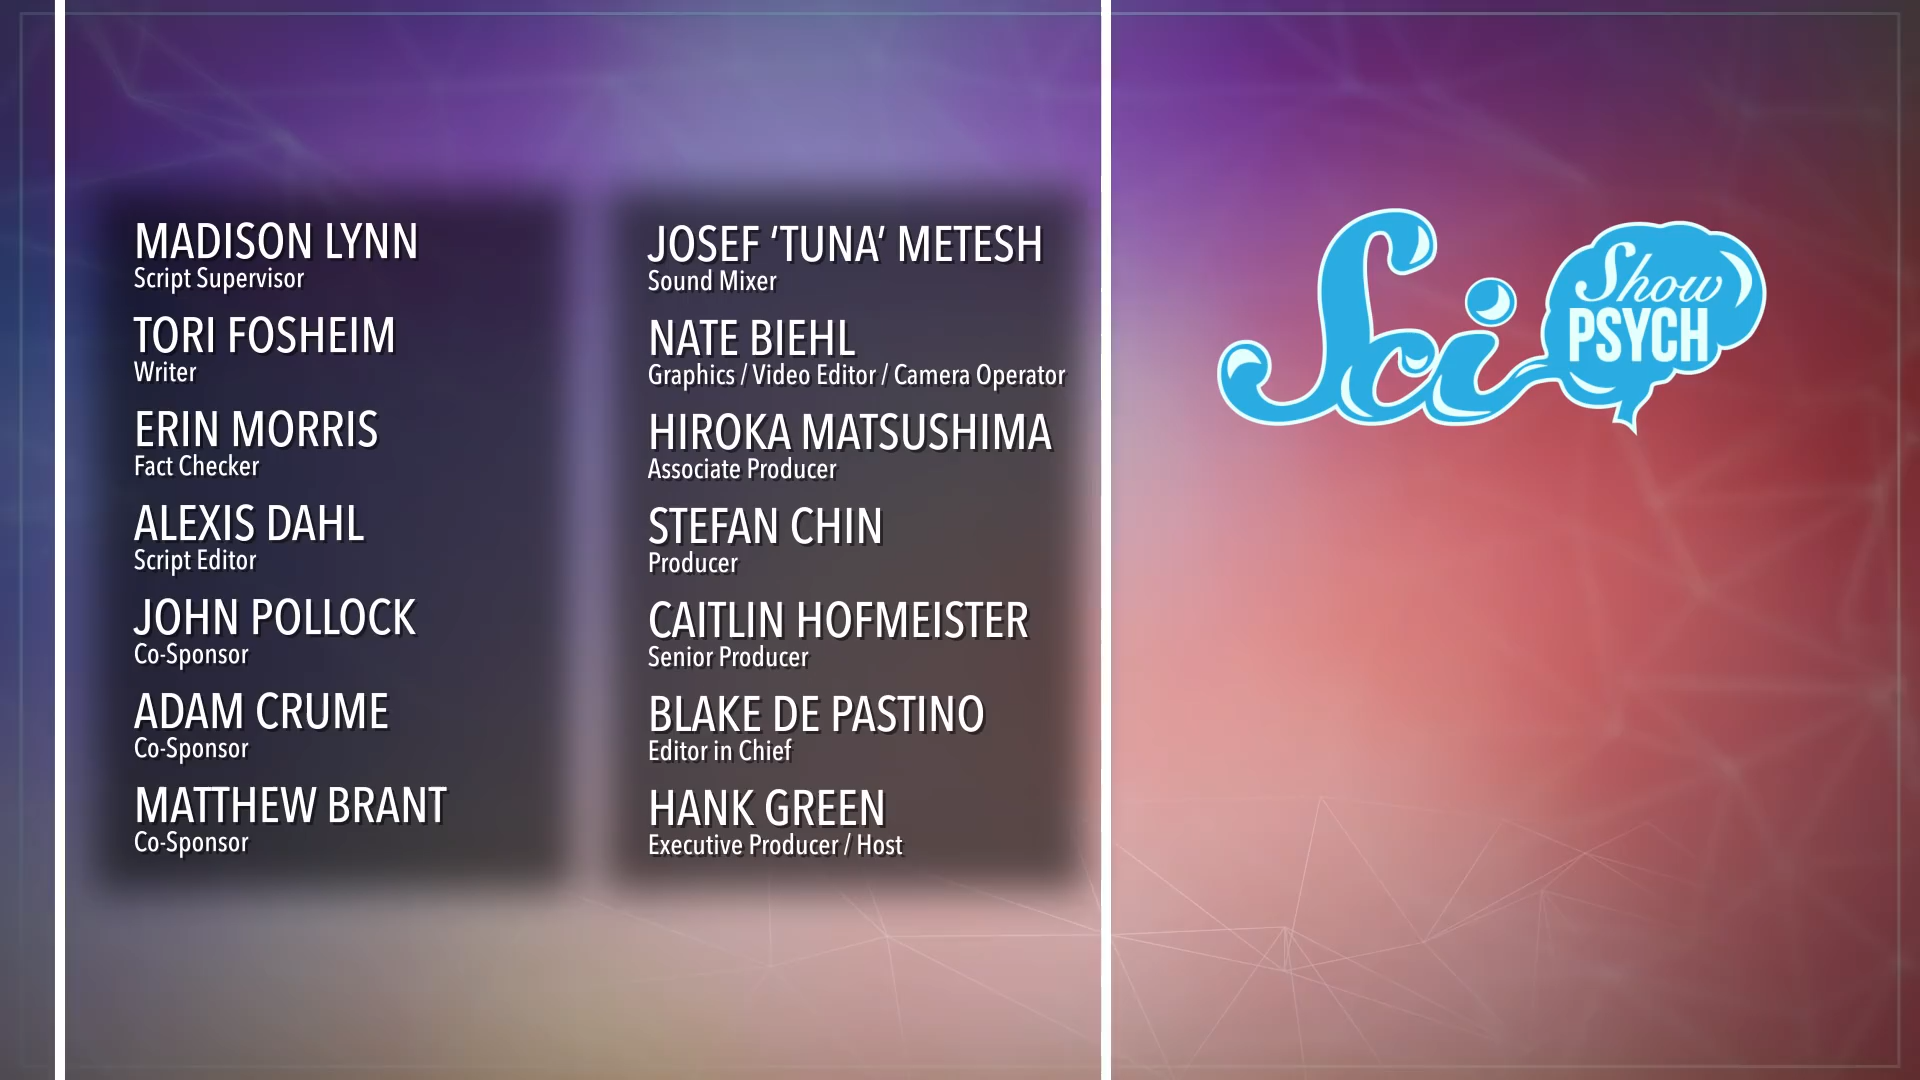 MADISON LYNN
Script Supervisor
TORI FOSHEIM
Writer
ERIN MORRIS
Fact Checker
ALEXIS DAHL
Script Editor
JOHN POLLOCK
Co-Sponsor
ADAM CRUME
Co-Sponsor
MATTHEW BRANT
Co-Sponsor
JOSEF ‘TUNA’ METESH
Sound Mixer
NATE BIEHL
Graphics / Video Editor / Camera Operator
HIROKA MATSUSHIMA
Associate Producer
STEFAN CHIN
Producer
CAITLIN HOFMEISTER
Senior Producer
BLAKE DE PASTINO
Editor in Chief
HANK GREEN
Executive Producer / Host
Sci
Show
PSYCH